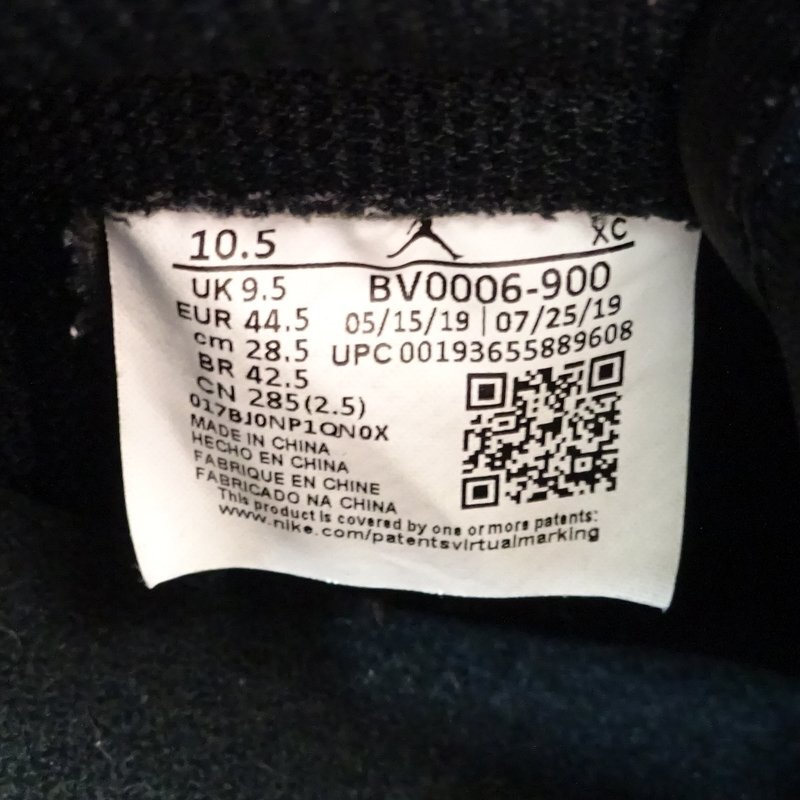 10.5 XC
UK 9.5 BV0006-900
EUR 44.5 05/15/19 | 07/25/19
cm 28.5 UPC 00193655889608
BR 42.5
CN 285(2.5)
017BJ0NP1QN0X
MADE IN CHINA
HECHO EN CHINA
FABRIQUE EN CHINE
FABRICADO NA CHINA
This product is covered by one or more patents:
www.nike.com/patentsvirtualmarking